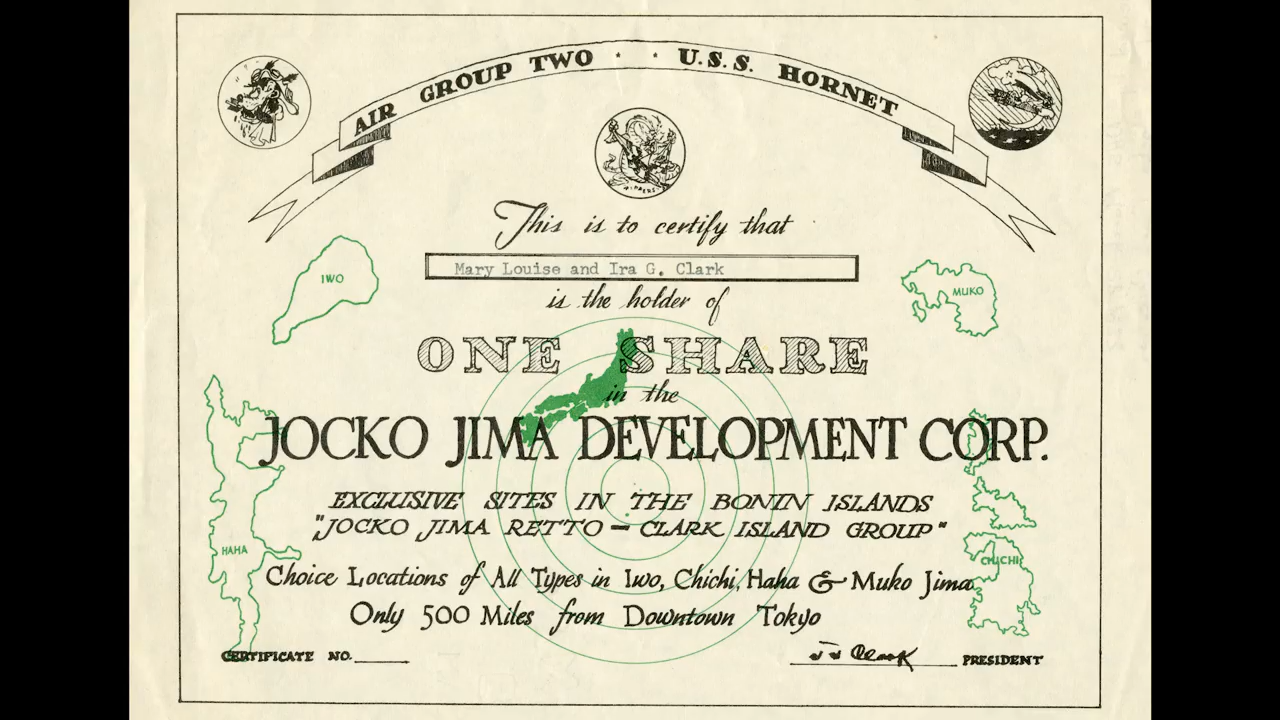 AIR GROUP TWO · · U.S.S. HORNET
This is to certify that
Mary Louise and Ira G. Clark
is the holder of
IWO
MUKO
ONE SHARE
in the
JOCKO JIMA DEVELOPMENT CORP.
EXCLUSIVE SITES IN THE BONIN ISLANDS
"JOCKO JIMA RETTO — CLARK ISLAND GROUP"
HAHA
CHICHI
Choice Locations of All Types in Iwo, Chichi, Haha & Muko Jima
Only 500 Miles from Downtown Tokyo
CERTIFICATE NO.
JJ Clark PRESIDENT